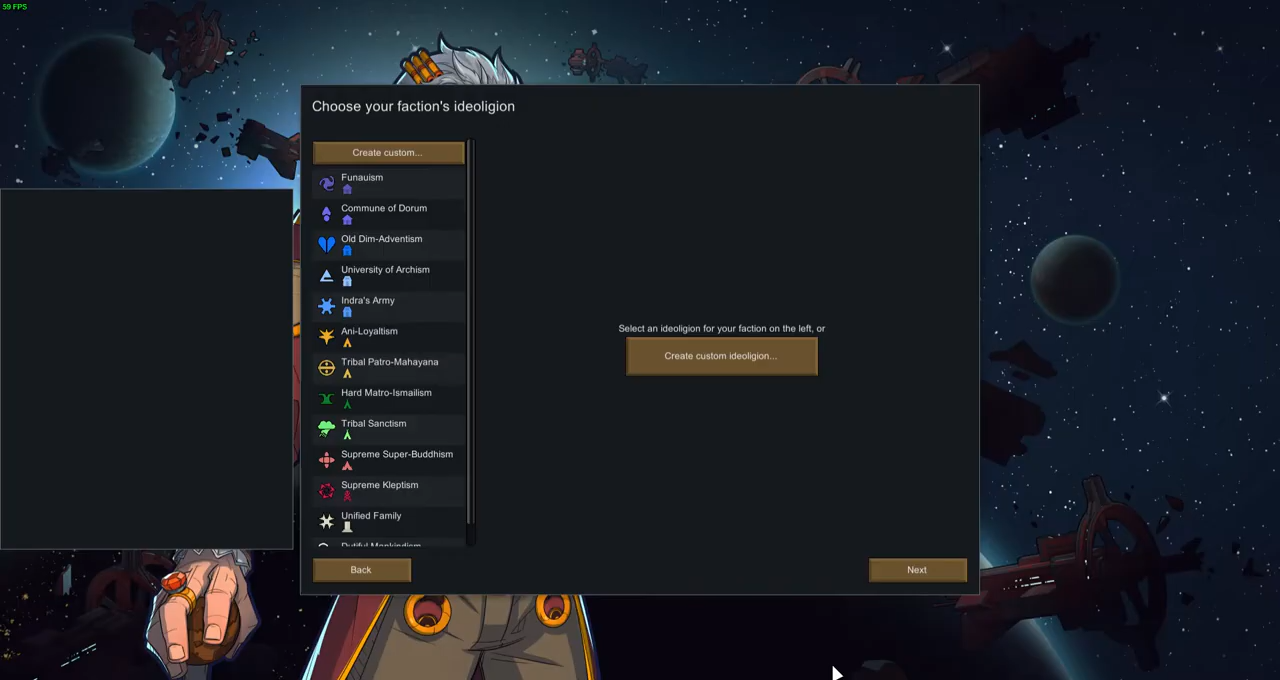 59 FPS
Choose your faction's ideoligion
Create custom...
Funauism
Commune of Dorum
Old Dim-Adventism
University of Archism
Indra's Army
Ani-Loyaltism
Tribal Patro-Mahayana
Hard Matro-Ismailism
Tribal Sanctism
Supreme Super-Buddhism
Supreme Kleptism
Unified Family
Dutiful Mankindism
Select an ideoligion for your faction on the left, or
Create custom ideoligion...
Back
Next